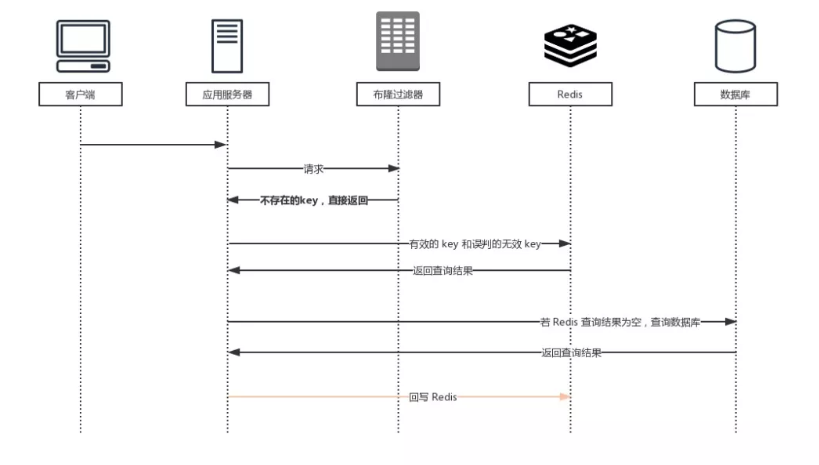 客户端
应用服务器
布隆过滤器
Redis
数据库
请求
不存在的key，直接返回
有效的 key 和误判的无效 key
返回查询结果
若 Redis 查询结果为空，查询数据库
返回查询结果
回写 Redis